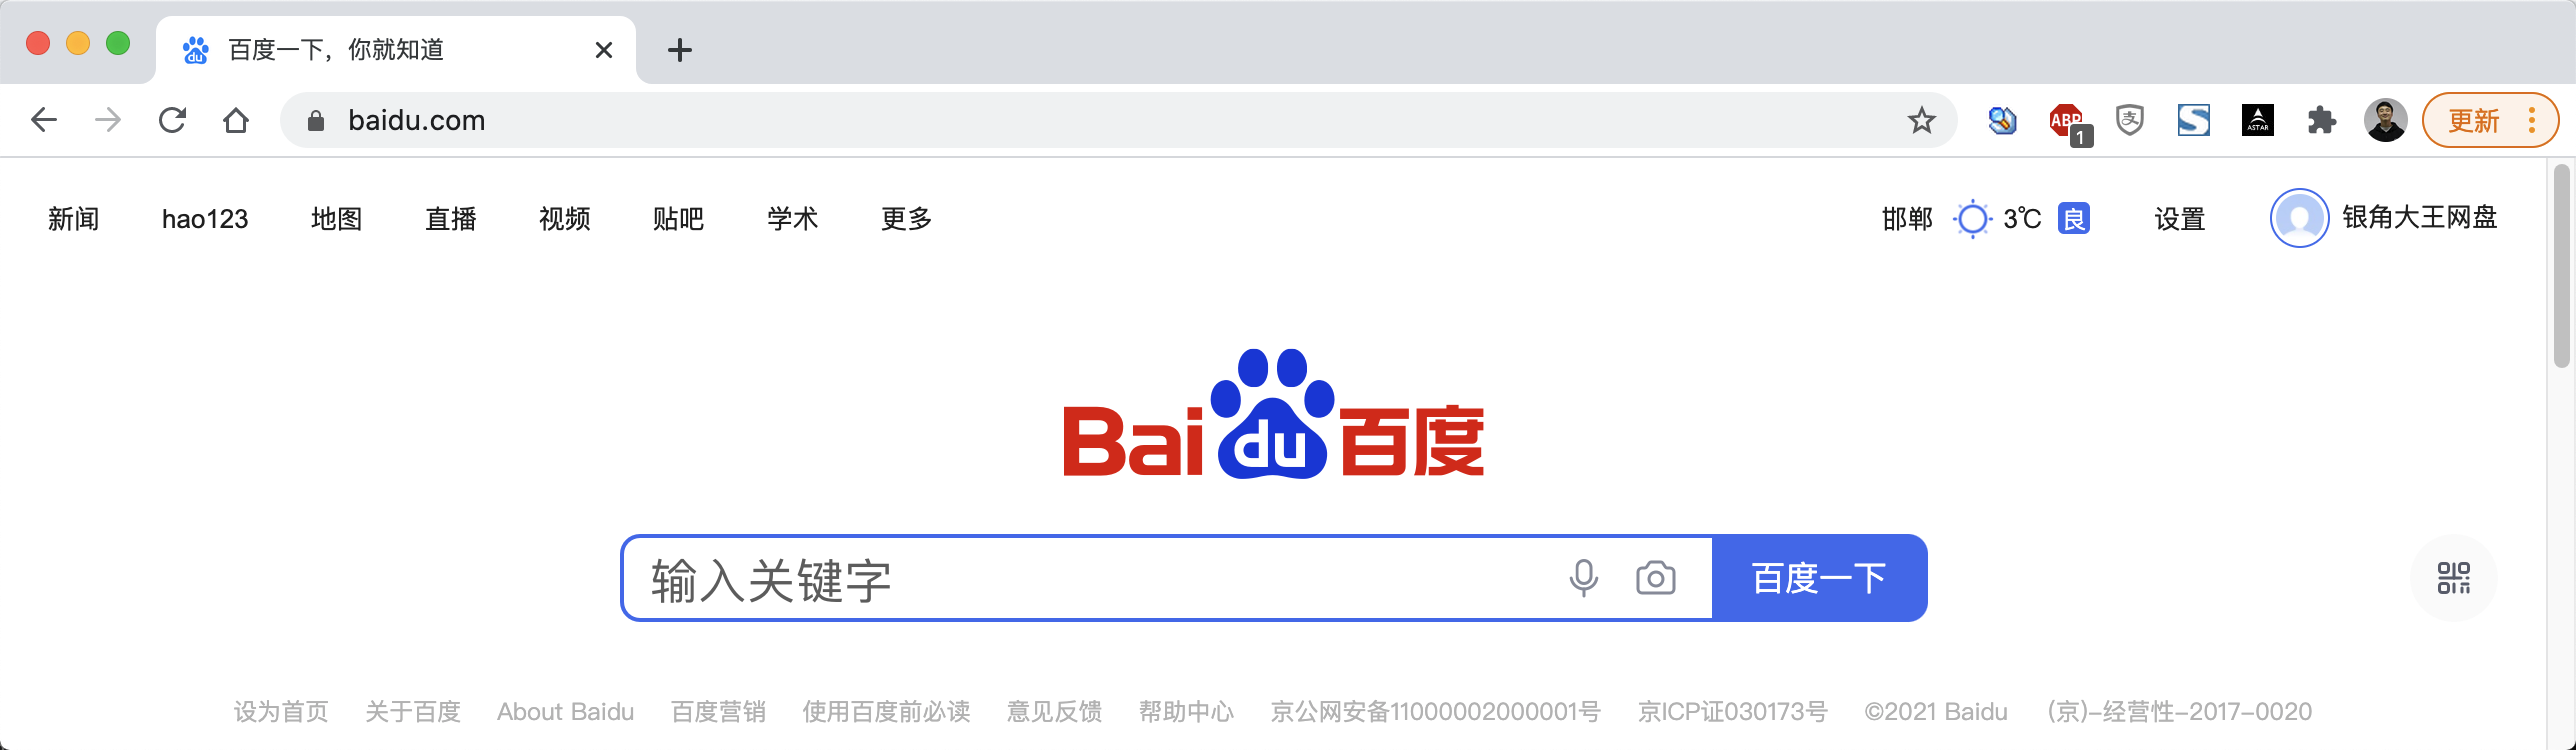 百度一下，你就知道
baidu.com
ABP 1 支 S ASTAR 更新
新闻 hao123 地图 直播 视频 贴吧 学术 更多 邯郸 3℃ 良 设置 银角大王网盘
Bai du 百度
输入关键字 百度一下
设为首页 关于百度 About Baidu 百度营销 使用百度前必读 意见反馈 帮助中心 京公网安备11000002000001号 京ICP证030173号 ©2021 Baidu (京)-经营性-2017-0020